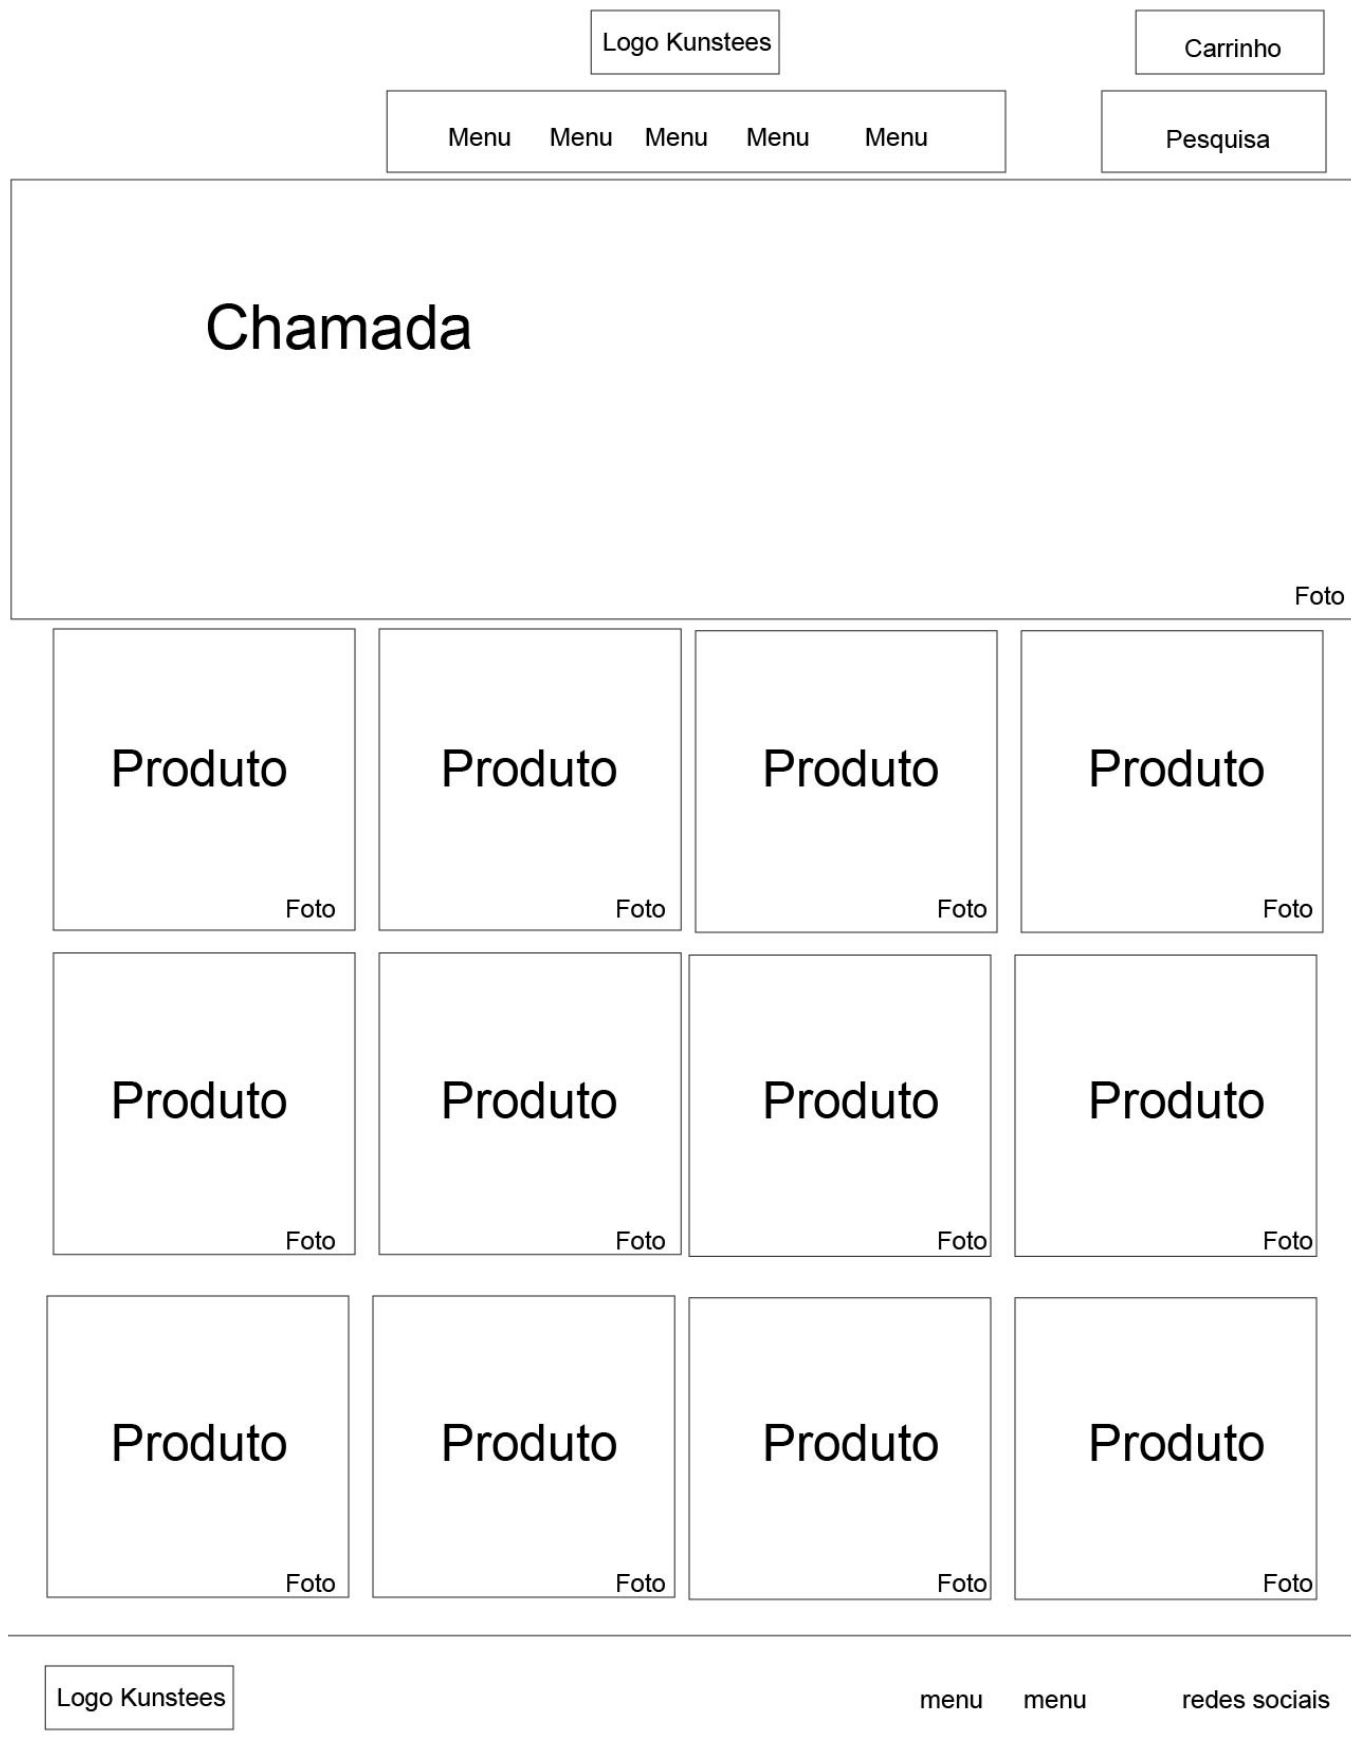 Logo Kunstees
Carrinho
Menu Menu Menu Menu Menu
Pesquisa
Chamada
Foto
Produto Produto Produto Produto
Foto Foto Foto Foto
Produto Produto Produto Produto
Foto Foto Foto Foto
Produto Produto Produto Produto
Foto Foto Foto Foto
Logo Kunstees
menu menu redes sociais